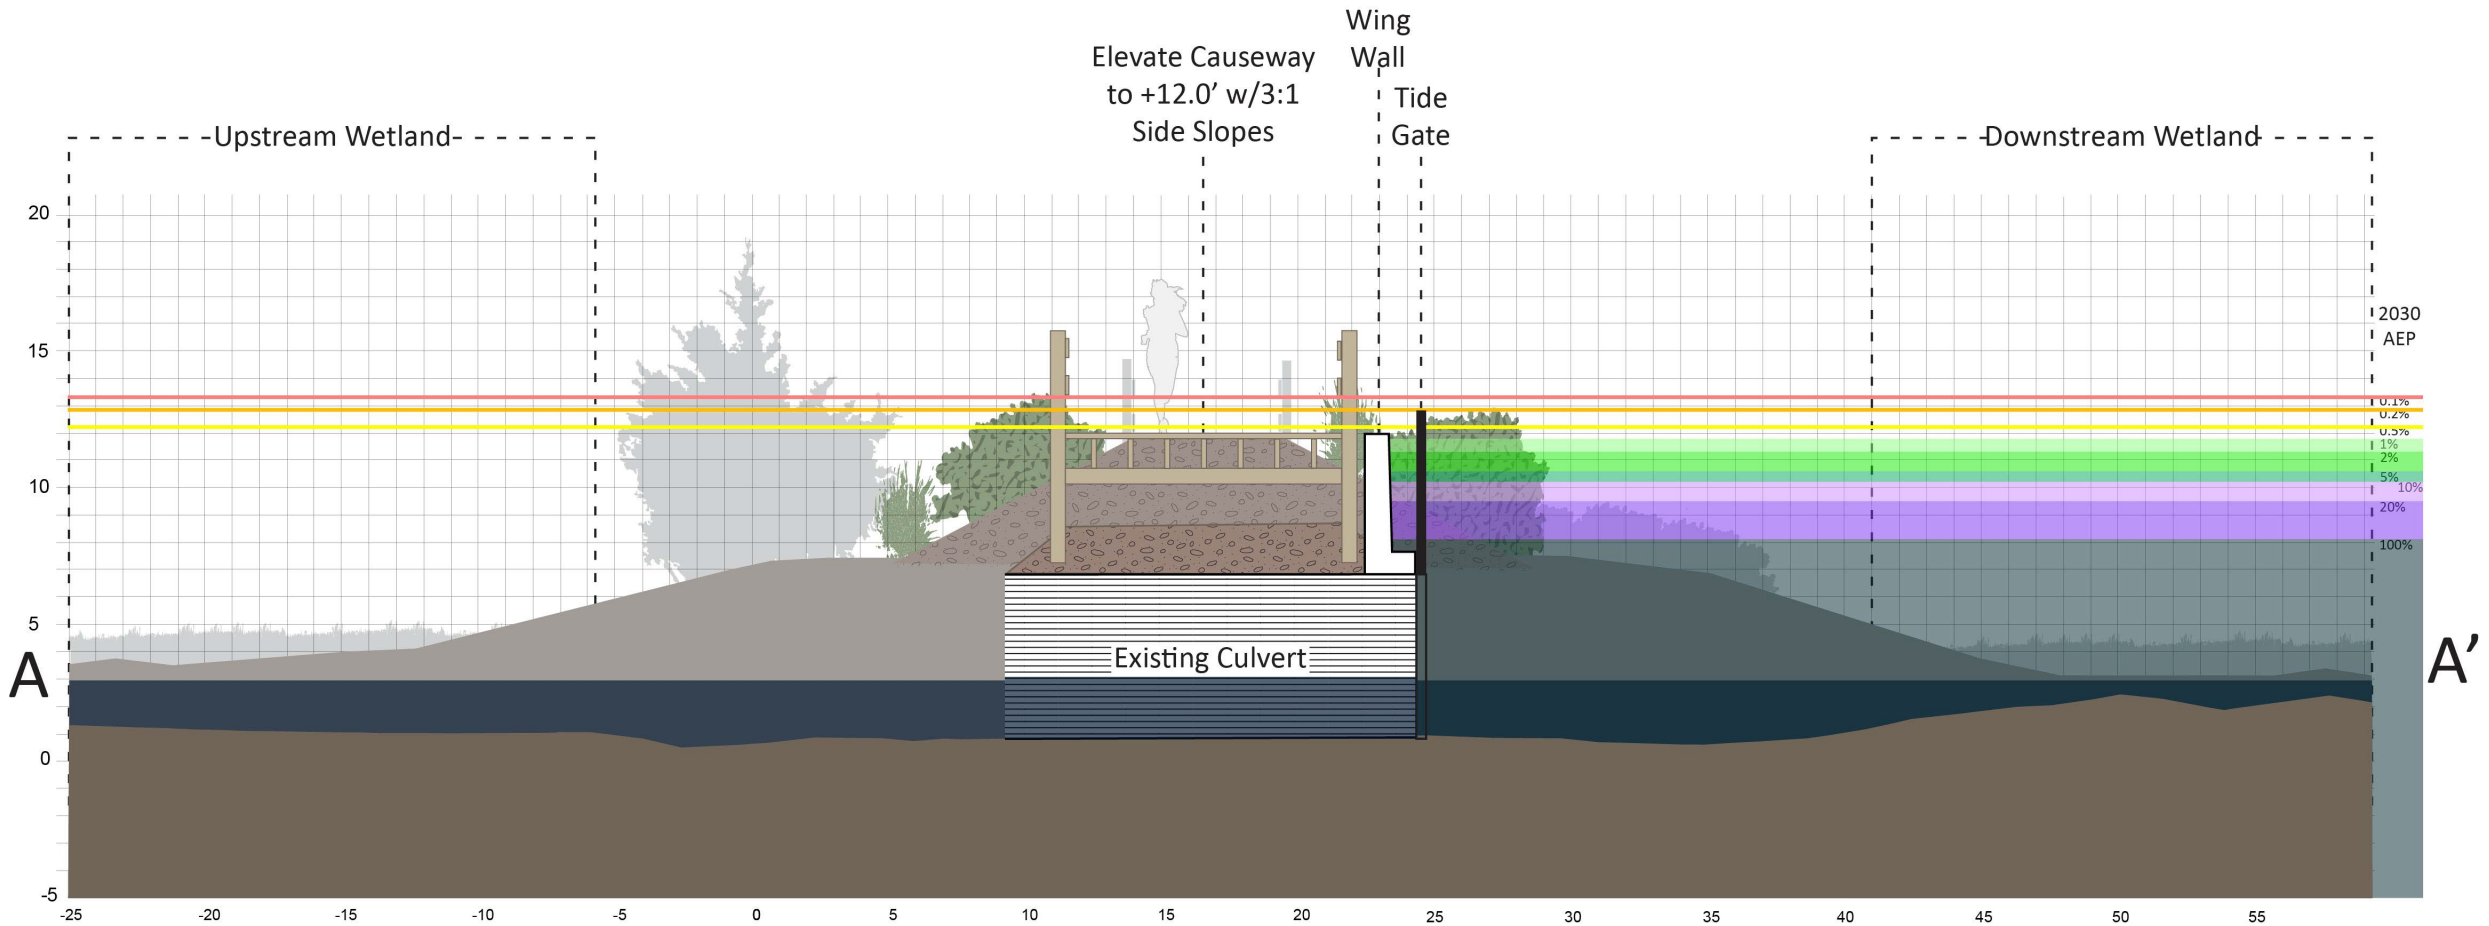 Wing
Wall
Elevate Causeway
to +12.0’ w/3:1
Side Slopes
Tide
Gate
Upstream Wetland
Downstream Wetland
20
15
10
5
0
-5
2030
AEP
0.1%
0.2%
0.5%
1%
2%
5%
10%
20%
100%
Existing Culvert
A
A’
-25
-20
-15
-10
-5
0
5
10
15
20
25
30
35
40
45
50
55